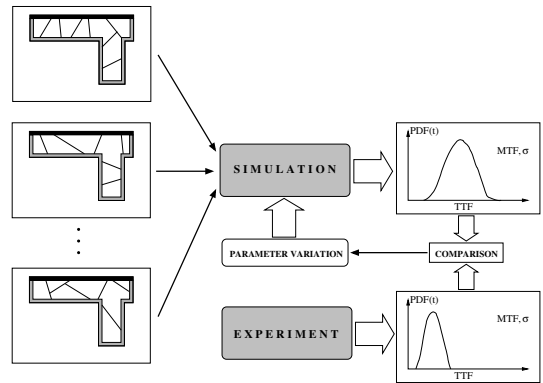 PDF(t)
MTF, σ
TTF
SIMULATION
PARAMETER VARIATION
COMPARISON
EXPERIMENT
PDF(t)
MTF, σ
TTF